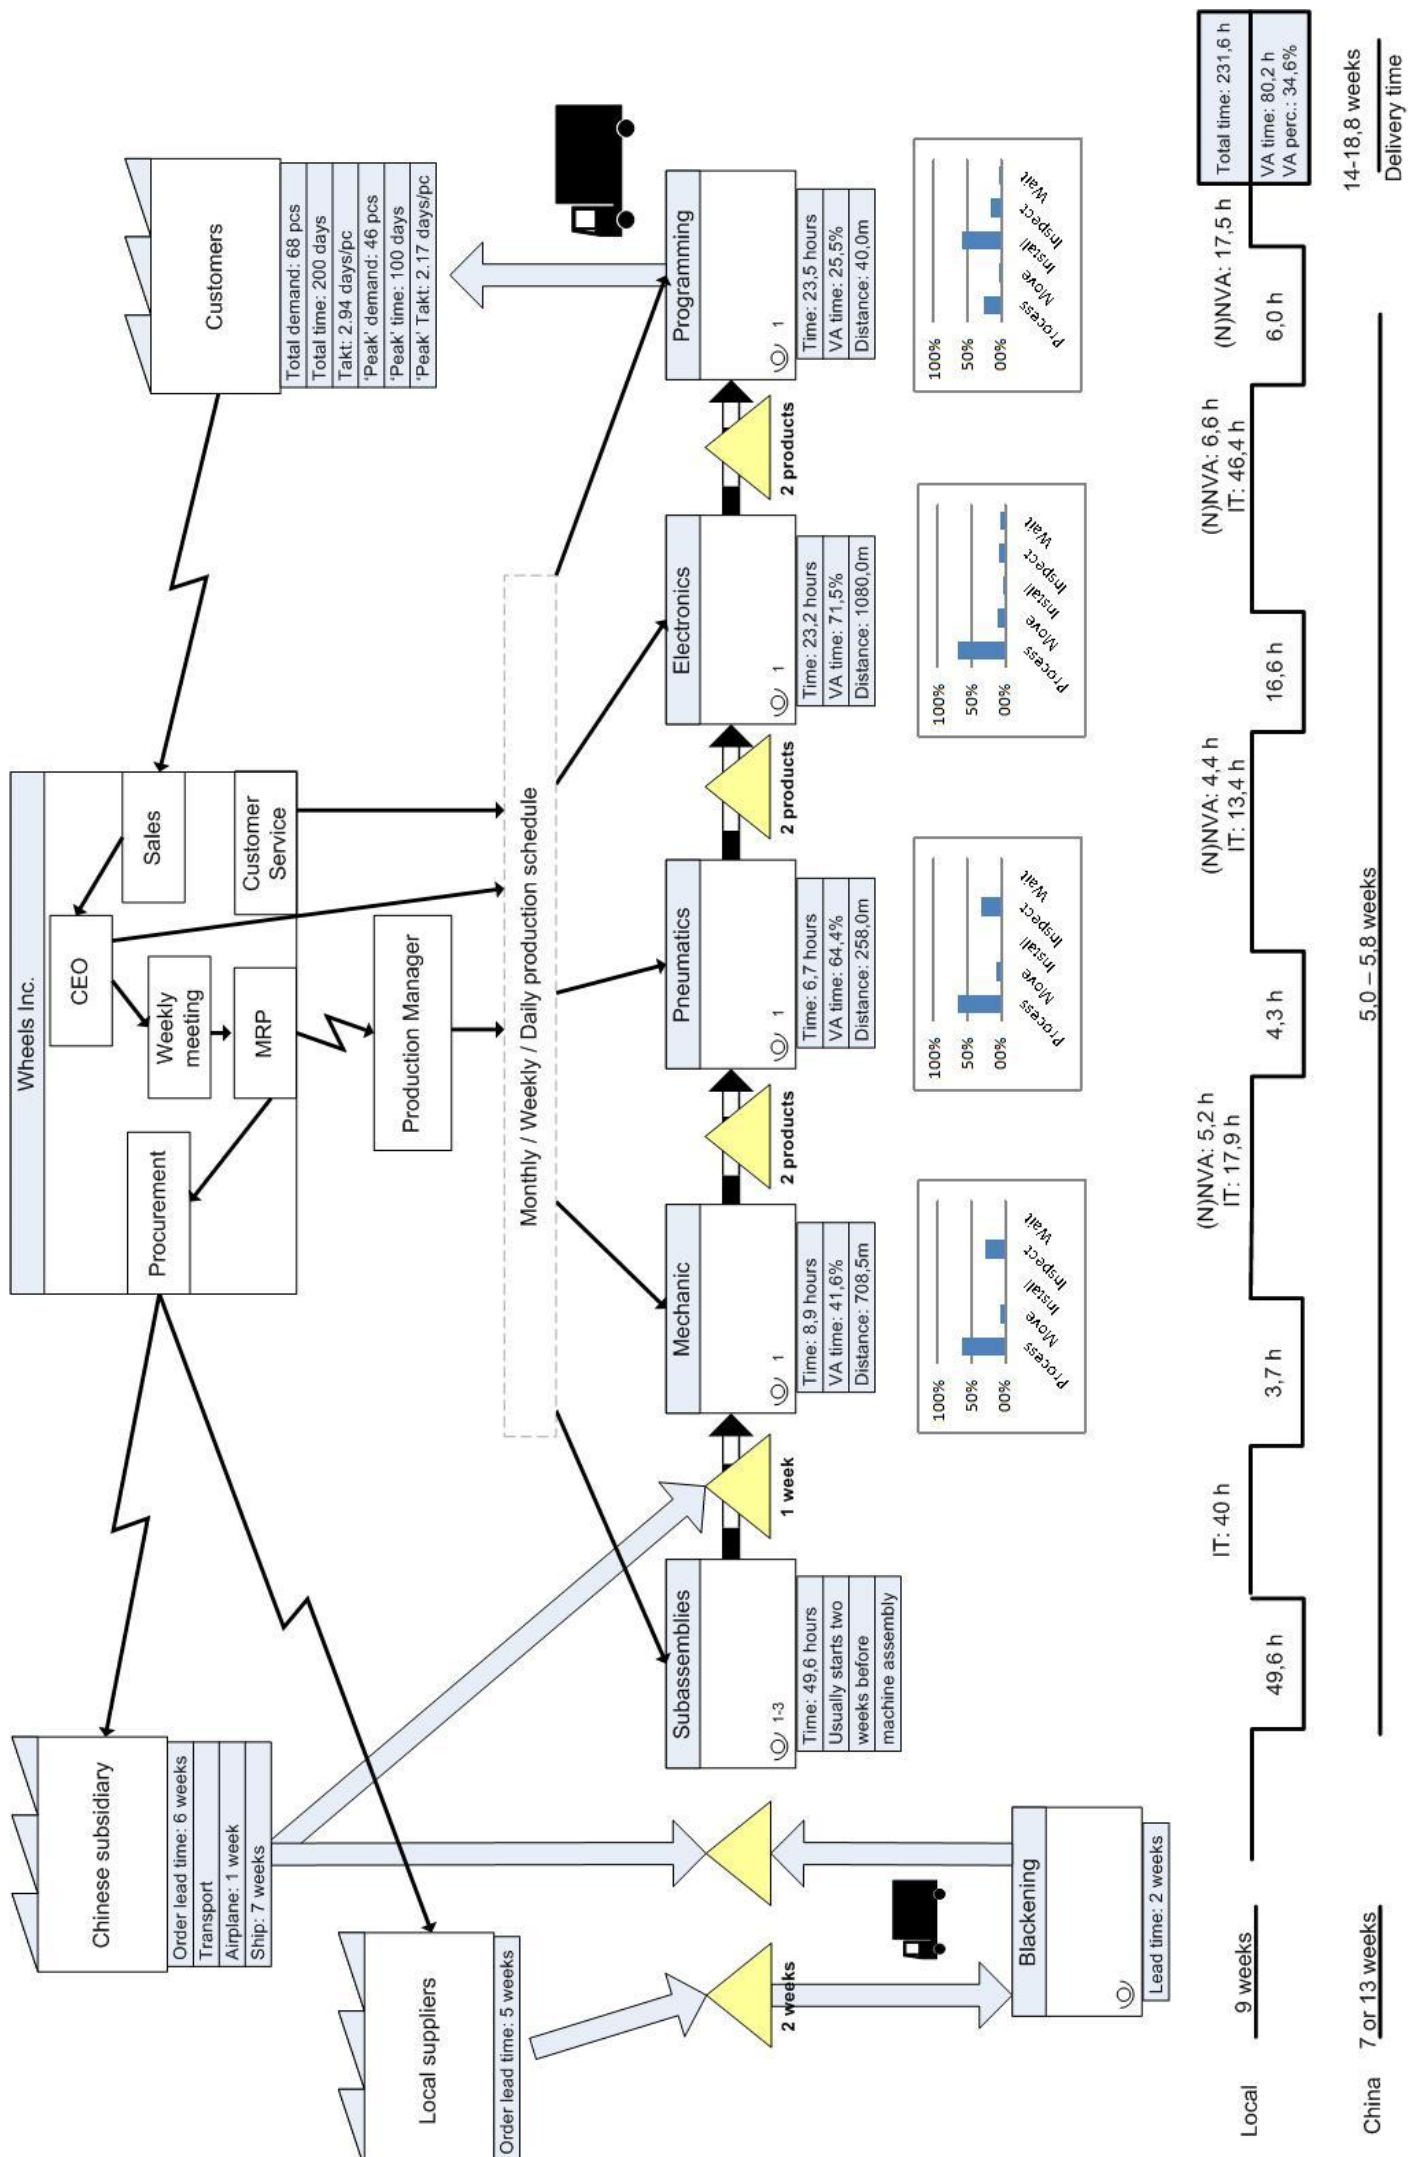 Wheels Inc.
CEO
Sales
Weekly
meeting
MRP
Customer
Service
Procurement
Production Manager
Chinese subsidiary
Order lead time: 6 weeks
Transport
Airplane: 1 week
Ship: 7 weeks
Local suppliers
Order lead time: 5 weeks
Customers
Total demand: 68 pcs
Total time: 200 days
Takt: 2.94 days/pc
'Peak' demand: 46 pcs
'Peak' time: 100 days
'Peak' Takt: 2.17 days/pc
Monthly / Weekly / Daily production schedule
2 weeks
Blackening
Lead time: 2 weeks
Subassemblies
1-3
Time: 49,6 hours
Usually starts two
weeks before
machine assembly
1 week
Mechanic
1
Time: 8,9 hours
VA time: 41,6%
Distance: 708,5m
2 products
Pneumatics
1
Time: 6,7 hours
VA time: 64,4%
Distance: 258,0m
2 products
Electronics
1
Time: 23,2 hours
VA time: 71,5%
Distance: 1080,0m
2 products
Programming
1
Time: 23,5 hours
VA time: 25,5%
Distance: 40,0m
100%
50%
00%
Process
Move
Install
Inspect
Wait
100%
50%
00%
Process
Move
Install
Inspect
Wait
100%
50%
00%
Process
Move
Install
Inspect
Wait
100%
50%
00%
Process
Move
Install
Inspect
Wait
Local
9 weeks
49,6 h
IT: 40 h
3,7 h
(N)NVA: 5,2 h
IT: 17,9 h
4,3 h
(N)NVA: 4,4 h
IT: 13,4 h
16,6 h
(N)NVA: 6,6 h
IT: 46,4 h
6,0 h
(N)NVA: 17,5 h
Total time: 231,6 h
VA time: 80,2 h
VA perc.: 34,6%
China
7 or 13 weeks
5,0 – 5,8 weeks
14-18,8 weeks
Delivery time